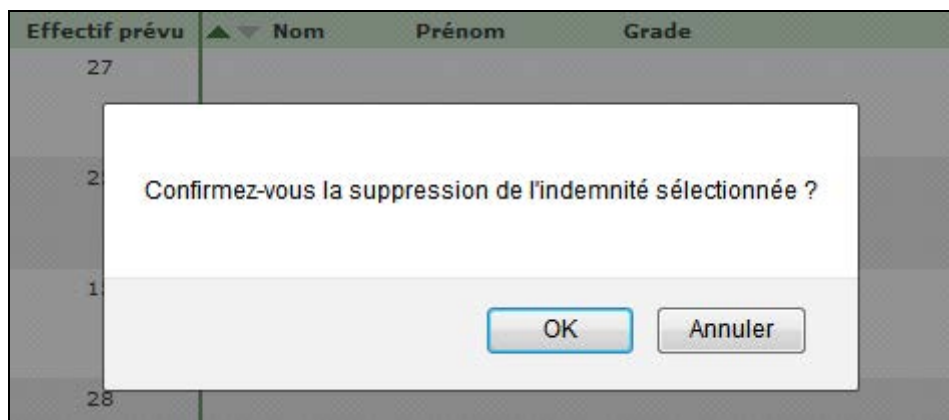 Effectif prévu Nom Prénom Grade
27
Confirmez-vous la suppression de l'indemnité sélectionnée ?
OK Annuler
28